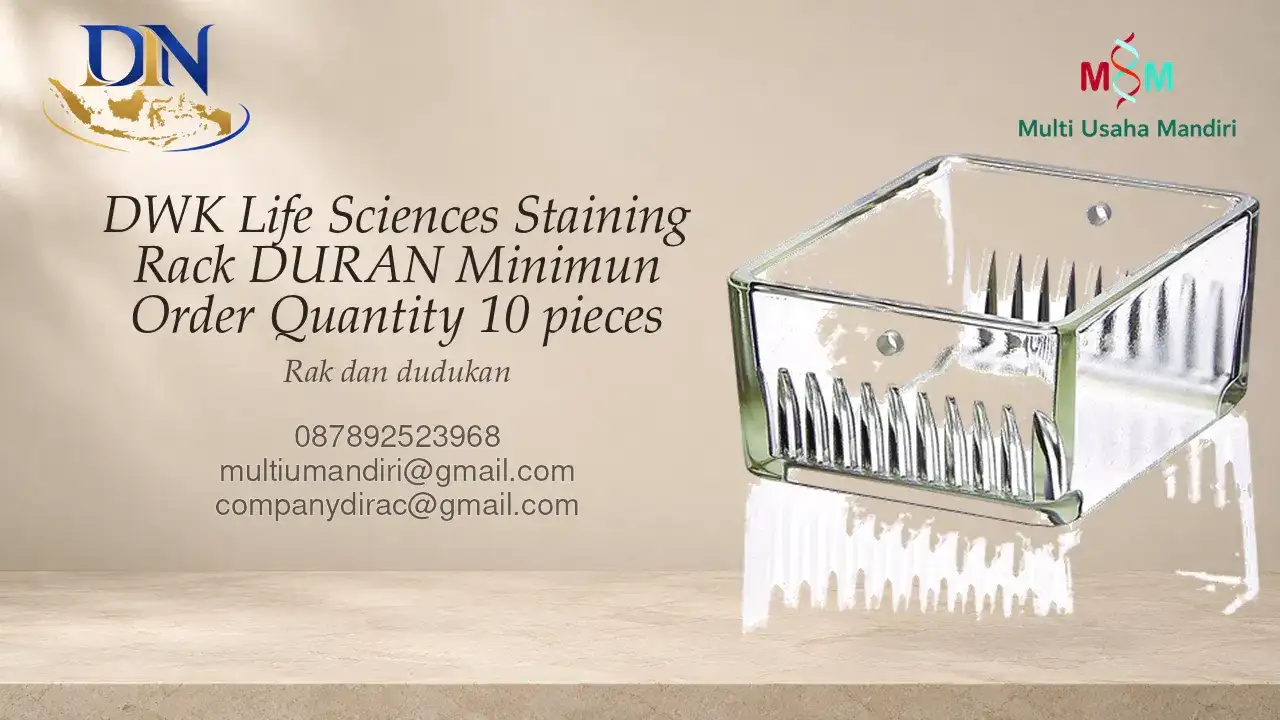 DIN
M M
Multi Usaha Mandiri
DWK Life Sciences Staining
Rack DURAN Minimun
Order Quantity 10 pieces
Rak dan dudukan
087892523968
multiumandiri@gmail.com
companydirac@gmail.com